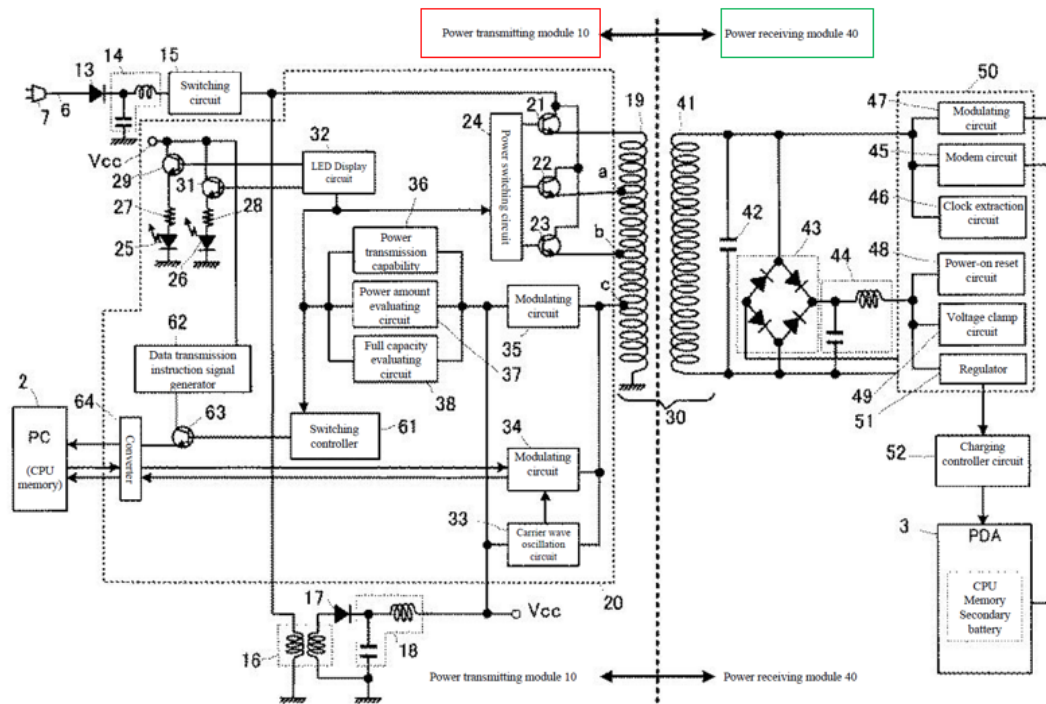 Power transmitting module 10
Power receiving module 40
13
14
15
6
7
Switching
circuit
Vcc
29
31
27
28
25
26
32
LED Display
circuit
24
Power switching circuit
21
22
23
19
a
b
c
41
30
36
Power
transmission
capability
Power amount
evaluating
circuit
37
Full capacity
evaluating
circuit
38
Modulating
circuit
35
62
Data transmission
instruction signal
generator
63
64
Converter
2
PC
(CPU
memory)
Switching
controller
61
34
Modulating
circuit
33
Carrier wave
oscillation
circuit
20
16
17
18
Vcc
42
43
44
50
47
Modulating
circuit
45
Modem circuit
46
Clock extraction
circuit
48
Power-on reset
circuit
Voltage clamp
circuit
49
Regulator
51
52
Charging
controller circuit
3
PDA
CPU
Memory
Secondary
battery
Power transmitting module 10
Power receiving module 40